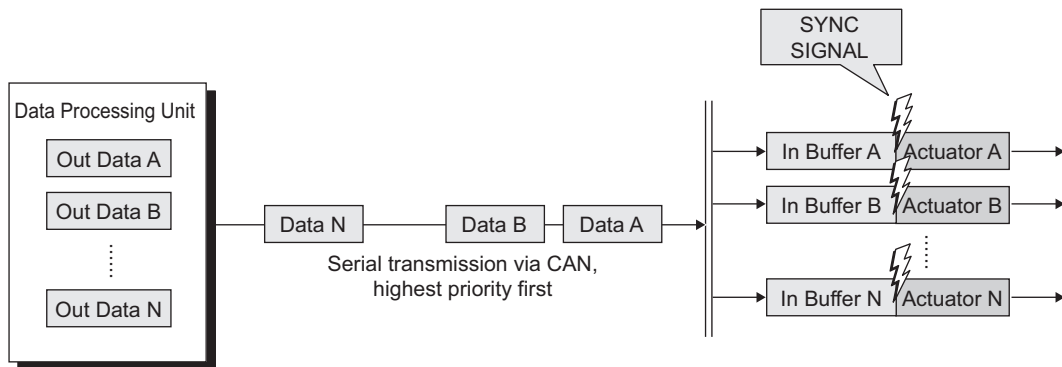 SYNC
SIGNAL
Data Processing Unit
Out Data A
Out Data B
Out Data N
Data N
Data B
Data A
Serial transmission via CAN,
highest priority first
In Buffer A
Actuator A
In Buffer B
Actuator B
In Buffer N
Actuator N